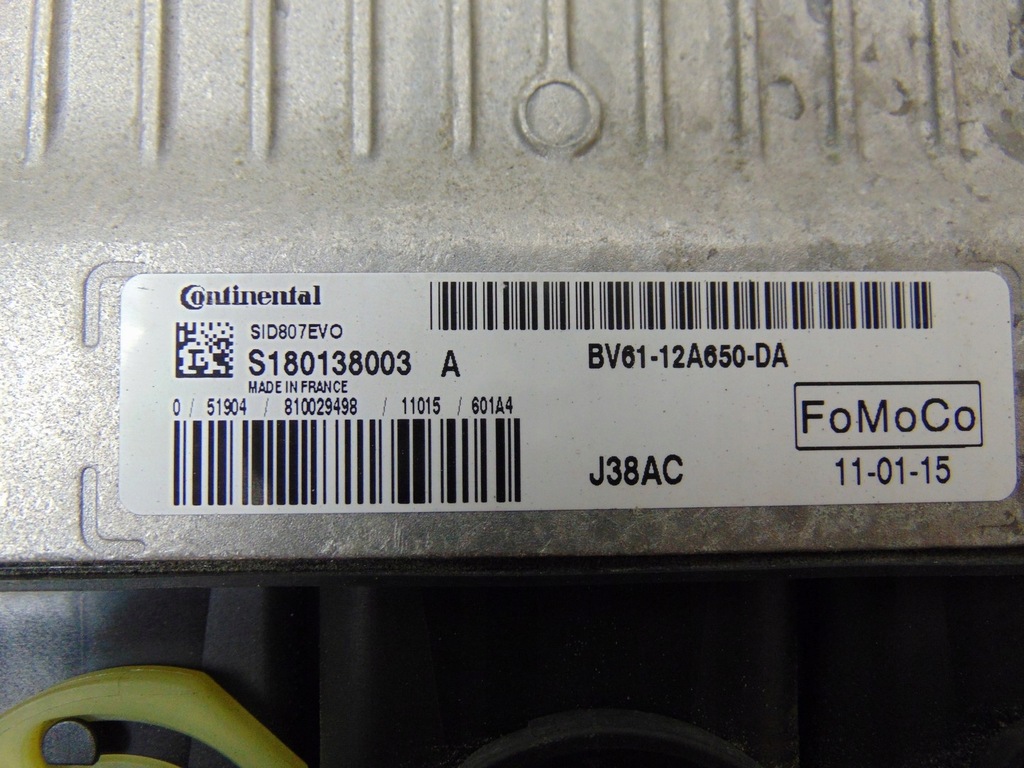 Continental
SID807EVO
S180138003 A
MADE IN FRANCE
0 / 51904 / 810029498 / 11015 / 601A4
BV61-12A650-DA
FoMoCo
J38AC
11-01-15